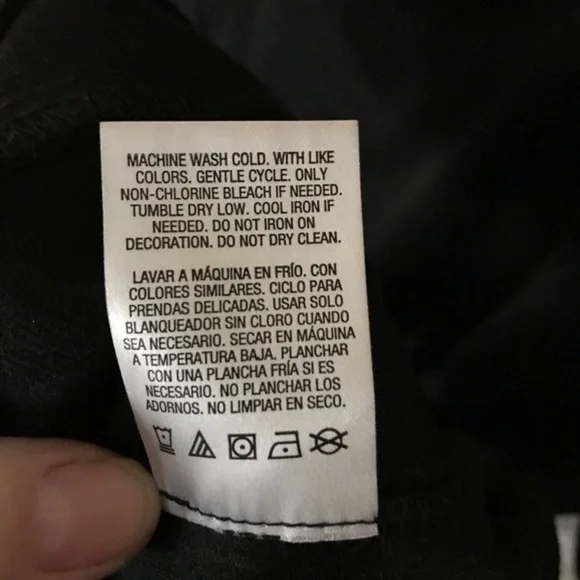 MACHINE WASH COLD. WITH LIKE
COLORS. GENTLE CYCLE. ONLY
NON-CHLORINE BLEACH IF NEEDED.
TUMBLE DRY LOW. COOL IRON IF
NEEDED. DO NOT IRON ON
DECORATION. DO NOT DRY CLEAN.
LAVAR A MÁQUINA EN FRÍO. CON
COLORES SIMILARES. CICLO PARA
PRENDAS DELICADAS. USAR SOLO
BLANQUEADOR SIN CLORO CUANDO
SEA NECESARIO. SECAR EN MÁQUINA
A TEMPERATURA BAJA. PLANCHAR
CON UNA PLANCHA FRÍA SI ES
NECESARIO. NO PLANCHAR LOS
ADORNOS. NO LIMPIAR EN SECO.